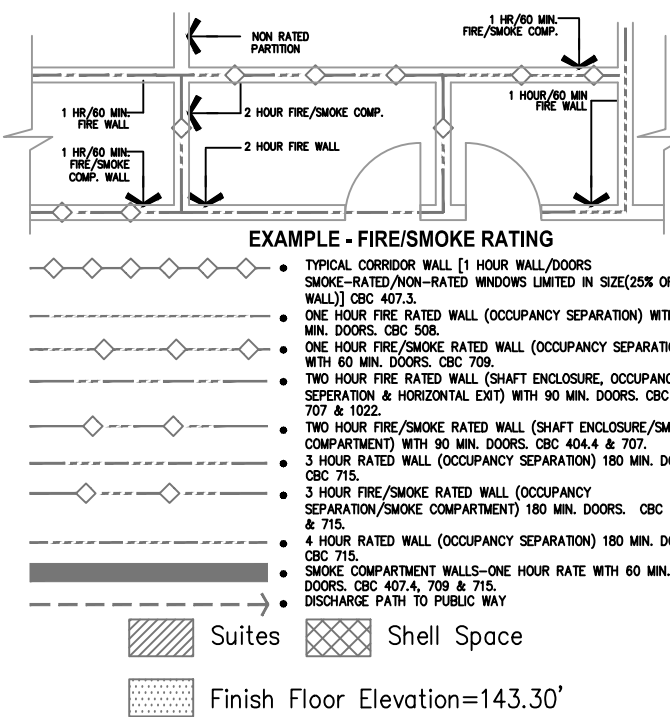 NON RATED
PARTITION
1 HR/60 MIN.
FIRE/SMOKE COMP.
1 HR/60 MIN.
FIRE WALL
2 HOUR FIRE/SMOKE COMP.
1 HOUR/60 MIN
FIRE WALL
1 HR/60 MIN.
FIRE/SMOKE
COMP. WALL
2 HOUR FIRE WALL
EXAMPLE - FIRE/SMOKE RATING
TYPICAL CORRIDOR WALL [1 HOUR WALL/DOORS
SMOKE-RATED/NON-RATED WINDOWS LIMITED IN SIZE(25% OF
WALL)] CBC 407.3.
ONE HOUR FIRE RATED WALL (OCCUPANCY SEPARATION) WITH
MIN. DOORS. CBC 508.
ONE HOUR FIRE/SMOKE RATED WALL (OCCUPANCY SEPARATIO
WITH 60 MIN. DOORS. CBC 709.
TWO HOUR FIRE RATED WALL (SHAFT ENCLOSURE, OCCUPANC
SEPERATION & HORIZONTAL EXIT) WITH 90 MIN. DOORS. CBC
707 & 1022.
TWO HOUR FIRE/SMOKE RATED WALL (SHAFT ENCLOSURE/SM
COMPARTMENT) WITH 90 MIN. DOORS. CBC 404.4 & 707.
3 HOUR RATED WALL (OCCUPANCY SEPARATION) 180 MIN. DO
CBC 715.
3 HOUR FIRE/SMOKE RATED WALL (OCCUPANCY
SEPARATION/SMOKE COMPARTMENT) 180 MIN. DOORS. CBC
& 715.
4 HOUR RATED WALL (OCCUPANCY SEPARATION) 180 MIN. DO
CBC 715.
SMOKE COMPARTMENT WALLS-ONE HOUR RATE WITH 60 MIN.
DOORS. CBC 407.4, 709 & 715.
DISCHARGE PATH TO PUBLIC WAY
Suites Shell Space
Finish Floor Elevation=143.30'